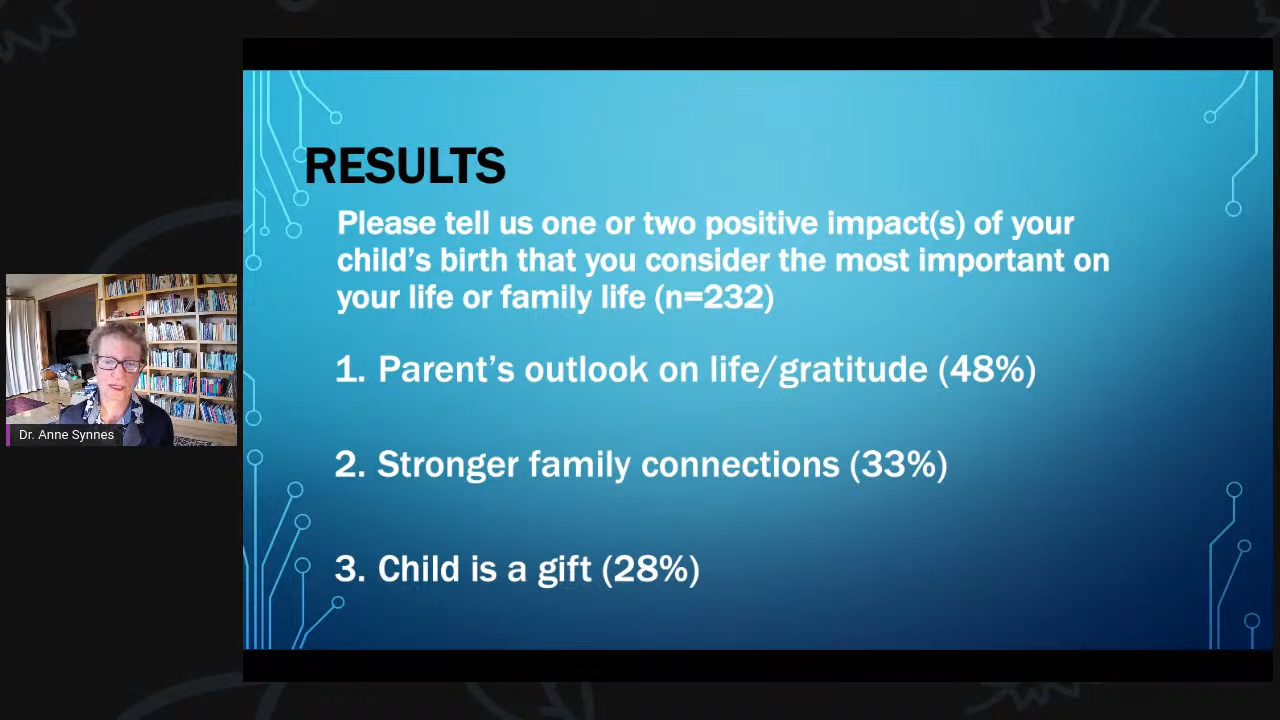 RESULTS
Please tell us one or two positive impact(s) of your
child’s birth that you consider the most important on
your life or family life (n=232)
1. Parent’s outlook on life/gratitude (48%)
2. Stronger family connections (33%)
3. Child is a gift (28%)
Dr. Anne Synnes